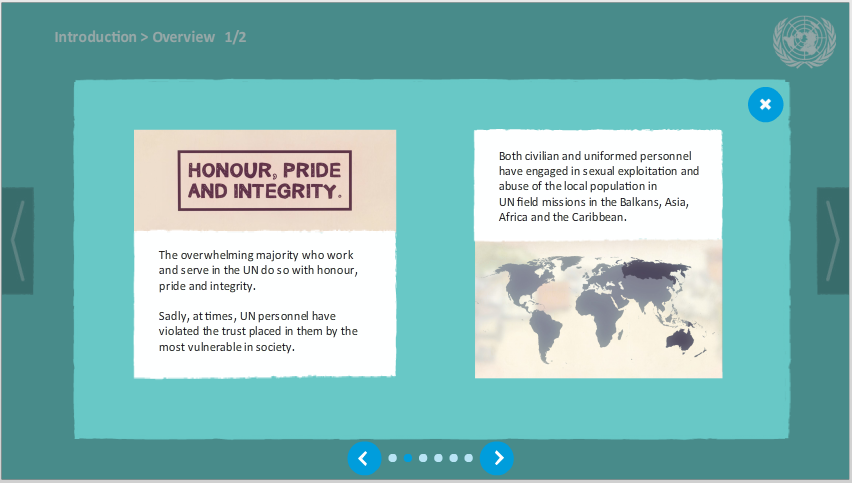 Introduction > Overview 1/2
HONOUR, PRIDE
AND INTEGRITY.
The overwhelming majority who work
and serve in the UN do so with honour,
pride and integrity.
Sadly, at times, UN personnel have
violated the trust placed in them by the
most vulnerable in society.
Both civilian and uniformed personnel
have engaged in sexual exploitation and
abuse of the local population in
UN field missions in the Balkans, Asia,
Africa and the Caribbean.